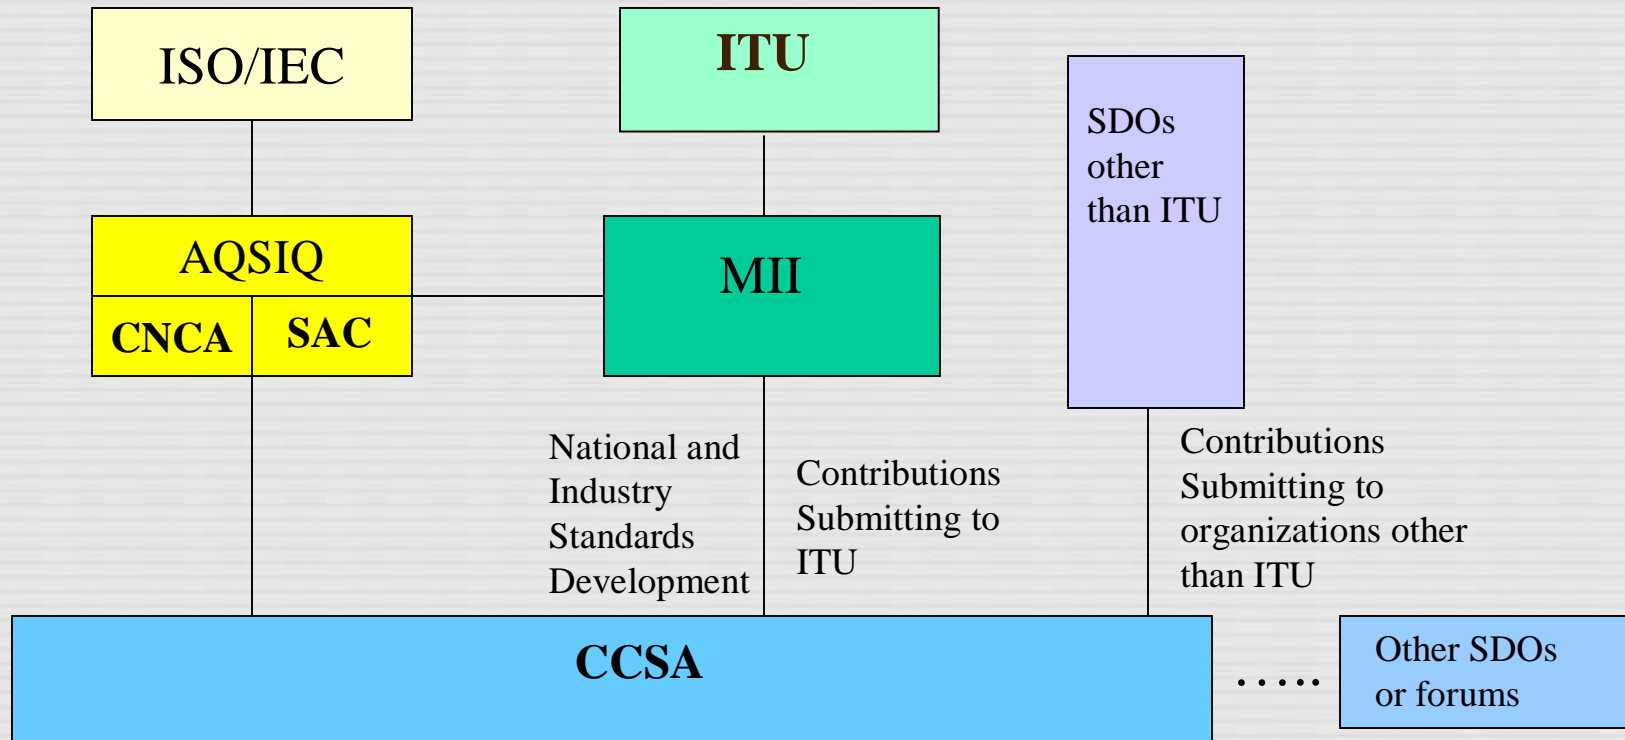 ISO/IEC
ITU
SDOs
other
than ITU
AQSIQ
CNCA
SAC
MII
National and
Industry
Standards
Development
Contributions
Submitting to
ITU
Contributions
Submitting to
organizations other
than ITU
CCSA
.....
Other SDOs
or forums